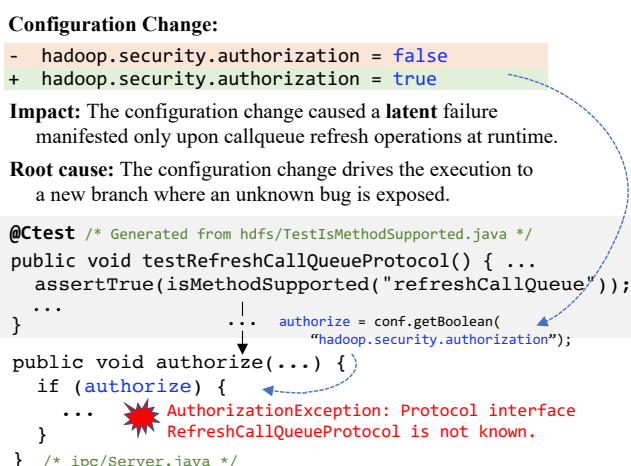 Configuration Change:
- hadoop.security.authorization = false
+ hadoop.security.authorization = true
Impact: The configuration change caused a latent failure
manifested only upon callqueue refresh operations at runtime.
Root cause: The configuration change drives the execution to
a new branch where an unknown bug is exposed.
@Ctest /* Generated from hdfs/TestIsMethodSupported.java */
public void testRefreshCallQueueProtocol() { ...
assertTrue(isMethodSupported("refreshCallQueue"));
...
}
... authorize = conf.getBoolean(
“hadoop.security.authorization”);
public void authorize(...) {
if (authorize) {
... AuthorizationException: Protocol interface
} RefreshCallQueueProtocol is not known.
} /* ipc/Server.java */